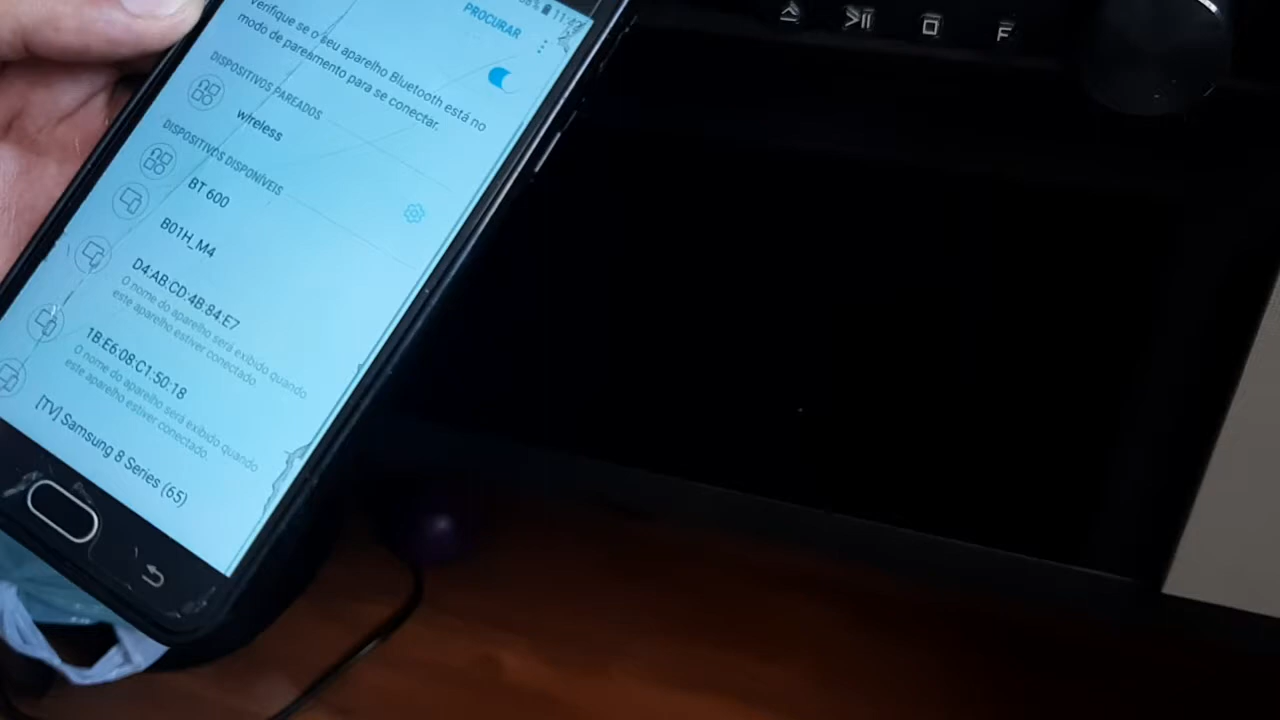 11:42
PROCURAR
Verifique se o seu aparelho Bluetooth está no
modo de pareamento para se conectar.
DISPOSITIVOS PAREADOS
wireless
DISPOSITIVOS DISPONÍVEIS
BT 600
B01H_M4
D4:AB:CD:4B:84:E7
O nome do aparelho será exibido quando
este aparelho estiver conectado.
1B:E6:08:C1:50:18
O nome do aparelho será exibido quando
este aparelho estiver conectado.
[TV] Samsung 8 Series (65)
F